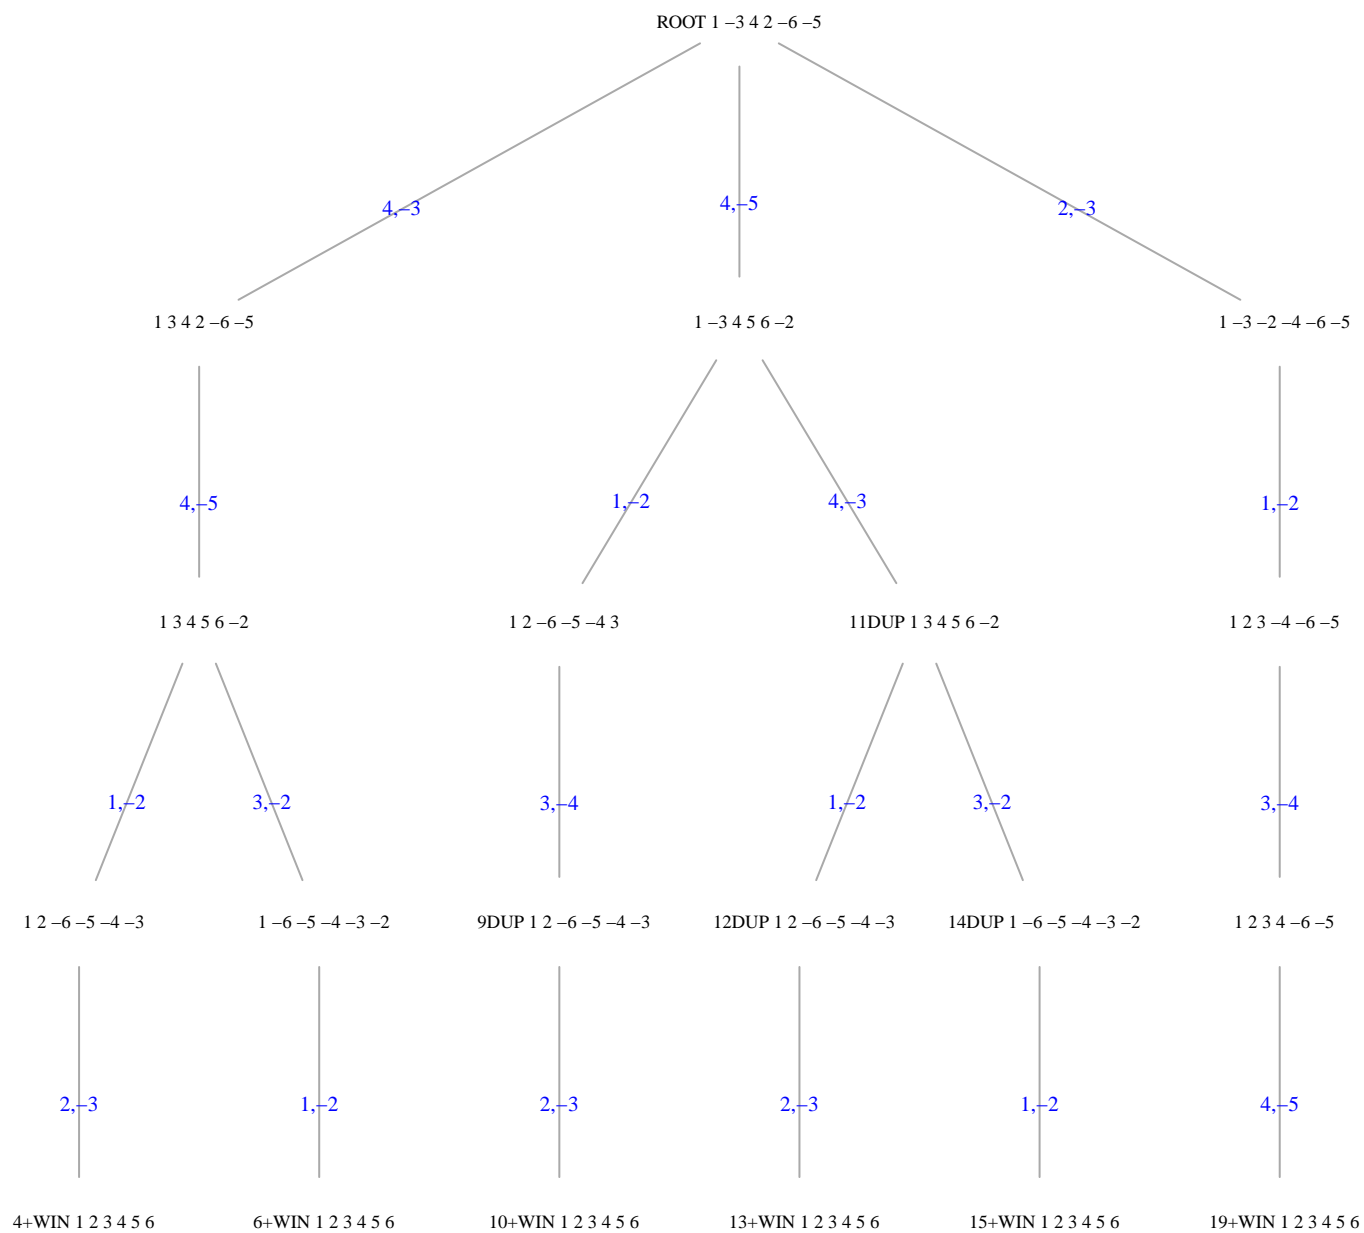 ROOT 1 –3 4 2 –6 –5
4,–3
4,–5
2,–3
1 3 4 2 –6 –5
1 –3 4 5 6 –2
1 –3 –2 –4 –6 –5
4,–5
1,–2
4,–3
1,–2
1 3 4 5 6 –2
1 2 –6 –5 –4 3
11DUP 1 3 4 5 6 –2
1 2 3 –4 –6 –5
1,–2
3,–2
3,–4
1,–2
3,–2
3,–4
1 2 –6 –5 –4 –3
1 –6 –5 –4 –3 –2
9DUP 1 2 –6 –5 –4 –3
12DUP 1 2 –6 –5 –4 –3
14DUP 1 –6 –5 –4 –3 –2
1 2 3 4 –6 –5
2,–3
1,–2
2,–3
2,–3
1,–2
4,–5
4+WIN 1 2 3 4 5 6
6+WIN 1 2 3 4 5 6
10+WIN 1 2 3 4 5 6
13+WIN 1 2 3 4 5 6
15+WIN 1 2 3 4 5 6
19+WIN 1 2 3 4 5 6